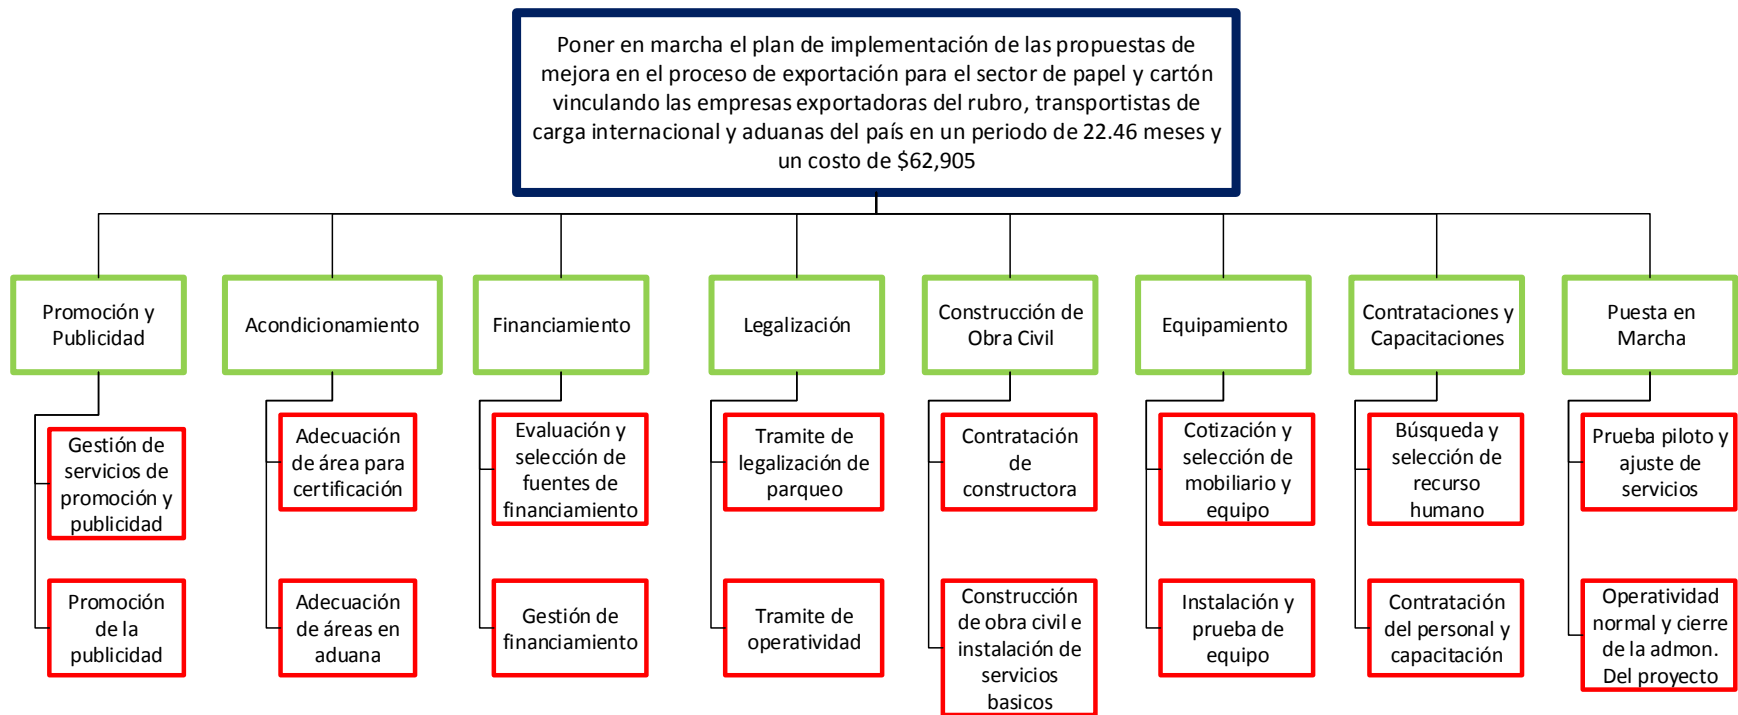 Poner en marcha el plan de implementación de las propuestas de
mejora en el proceso de exportación para el sector de papel y cartón
vinculando las empresas exportadoras del rubro, transportistas de
carga internacional y aduanas del país en un periodo de 22.46 meses y
un costo de $62,905
Promoción y
Publicidad
Acondicionamiento
Financiamiento
Legalización
Construcción de
Obra Civil
Equipamiento
Contrataciones y
Capacitaciones
Puesta en
Marcha
Gestión de
servicios de
promoción y
publicidad
Adecuación
de área para
certificación
Evaluación y
selección de
fuentes de
financiamiento
Tramite de
legalización de
parqueo
Contratación
de
constructora
Cotización y
selección de
mobiliario y
equipo
Búsqueda y
selección de
recurso
humano
Prueba piloto y
ajuste de
servicios
Promoción
de la
publicidad
Adecuación
de áreas en
aduana
Gestión de
financiamiento
Tramite de
operatividad
Construcción
de obra civil e
instalación de
servicios
basicos
Instalación y
prueba de
equipo
Contratación
del personal y
capacitación
Operatividad
normal y cierre
de la admon.
Del proyecto